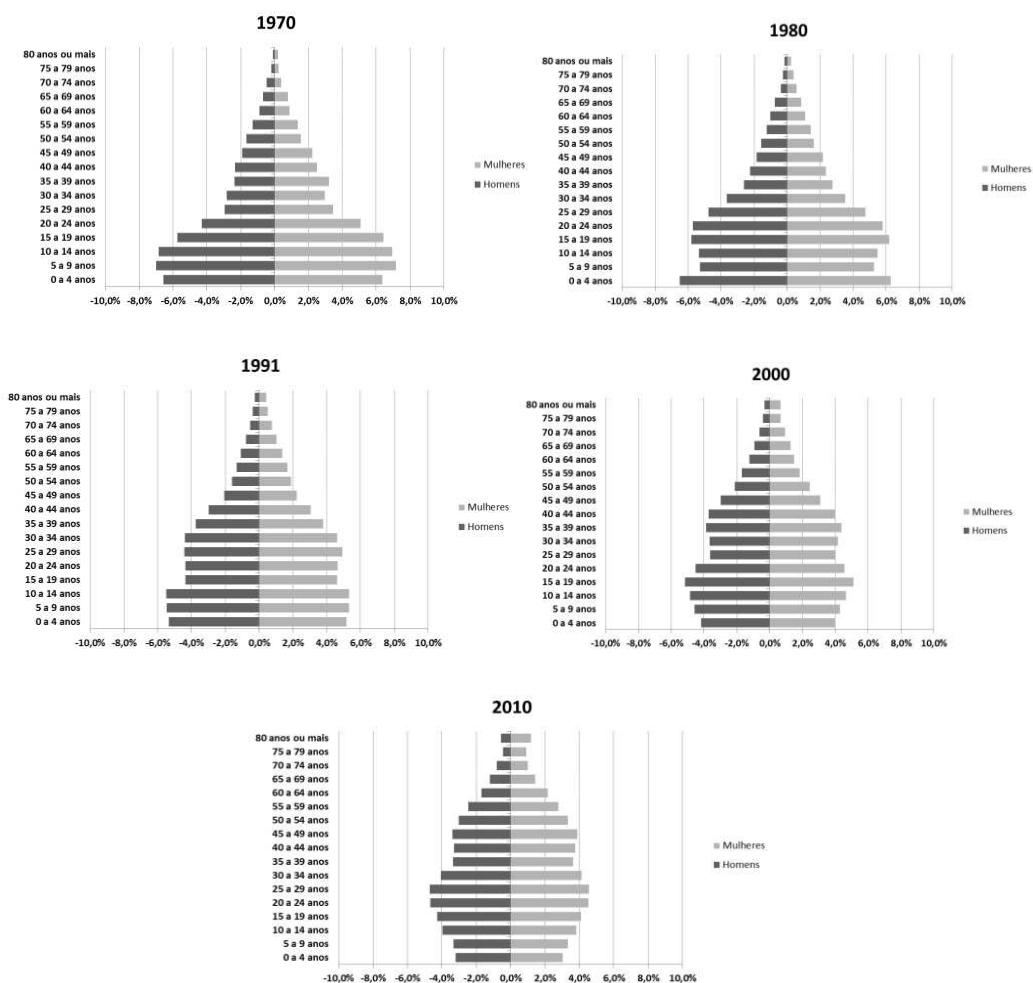 1970
80 anos ou mais
75 a 79 anos
70 a 74 anos
65 a 69 anos
60 a 64 anos
55 a 59 anos
50 a 54 anos
45 a 49 anos
40 a 44 anos
35 a 39 anos
30 a 34 anos
25 a 29 anos
20 a 24 anos
15 a 19 anos
10 a 14 anos
5 a 9 anos
0 a 4 anos
-10,0% -8,0% -6,0% -4,0% -2,0% 0,0% 2,0% 4,0% 6,0% 8,0% 10,0%
Mulheres
Homens
1980
80 anos ou mais
75 a 79 anos
70 a 74 anos
65 a 69 anos
60 a 64 anos
55 a 59 anos
50 a 54 anos
45 a 49 anos
40 a 44 anos
35 a 39 anos
30 a 34 anos
25 a 29 anos
20 a 24 anos
15 a 19 anos
10 a 14 anos
5 a 9 anos
0 a 4 anos
-10,0% -8,0% -6,0% -4,0% -2,0% 0,0% 2,0% 4,0% 6,0% 8,0% 10,0%
Mulheres
Homens
1991
80 anos ou mais
75 a 79 anos
70 a 74 anos
65 a 69 anos
60 a 64 anos
55 a 59 anos
50 a 54 anos
45 a 49 anos
40 a 44 anos
35 a 39 anos
30 a 34 anos
25 a 29 anos
20 a 24 anos
15 a 19 anos
10 a 14 anos
5 a 9 anos
0 a 4 anos
-10,0% -8,0% -6,0% -4,0% -2,0% 0,0% 2,0% 4,0% 6,0% 8,0% 10,0%
Mulheres
Homens
2000
80 anos ou mais
75 a 79 anos
70 a 74 anos
65 a 69 anos
60 a 64 anos
55 a 59 anos
50 a 54 anos
45 a 49 anos
40 a 44 anos
35 a 39 anos
30 a 34 anos
25 a 29 anos
20 a 24 anos
15 a 19 anos
10 a 14 anos
5 a 9 anos
0 a 4 anos
-10,0% -8,0% -6,0% -4,0% -2,0% 0,0% 2,0% 4,0% 6,0% 8,0% 10,0%
Mulheres
Homens
2010
80 anos ou mais
75 a 79 anos
70 a 74 anos
65 a 69 anos
60 a 64 anos
55 a 59 anos
50 a 54 anos
45 a 49 anos
40 a 44 anos
35 a 39 anos
30 a 34 anos
25 a 29 anos
20 a 24 anos
15 a 19 anos
10 a 14 anos
5 a 9 anos
0 a 4 anos
-10,0% -8,0% -6,0% -4,0% -2,0% 0,0% 2,0% 4,0% 6,0% 8,0% 10,0%
Mulheres
Homens